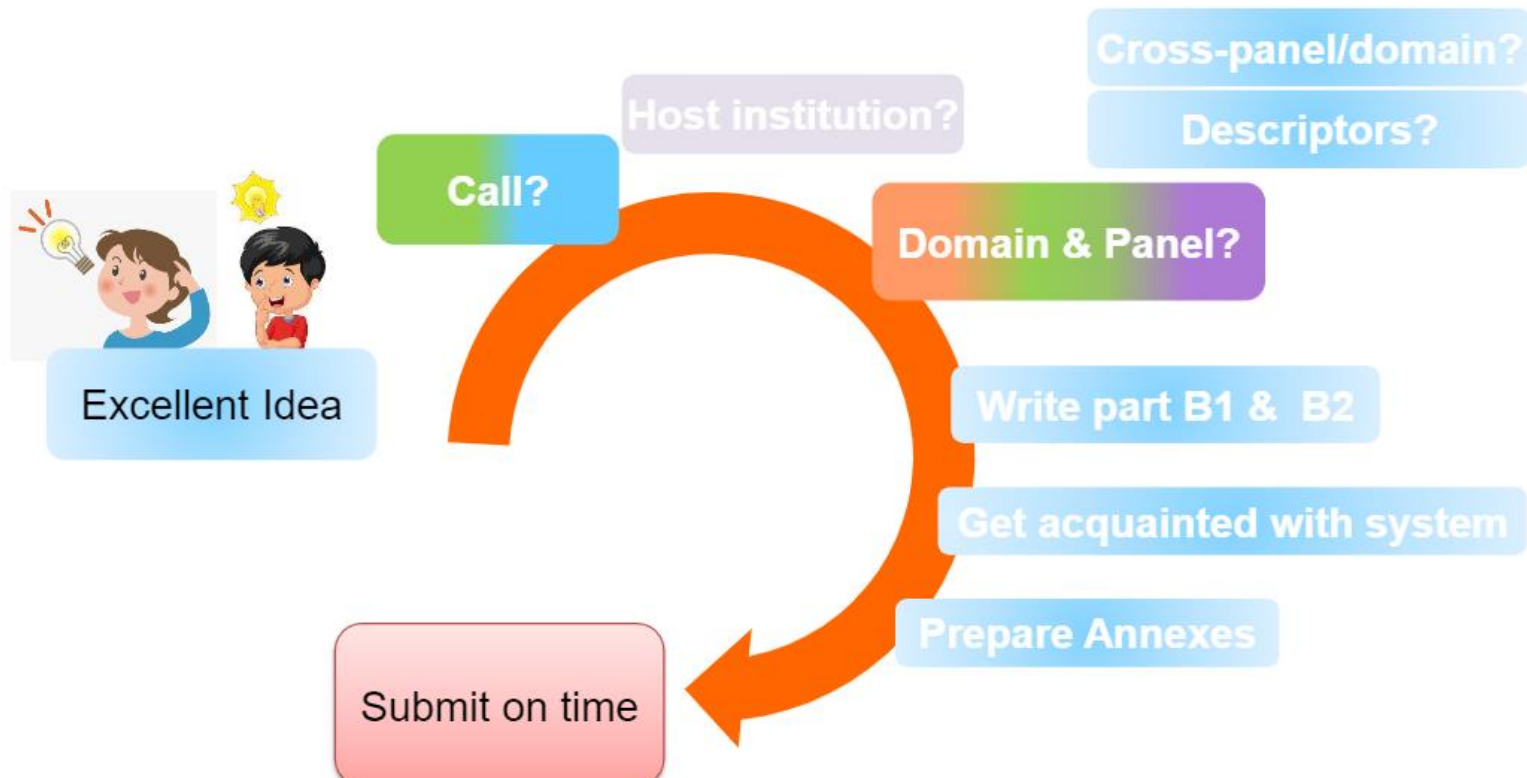 Excellent Idea
Call?
Host institution?
Domain & Panel?
Cross-panel/domain?
Descriptors?
Write part B1 & B2
Get acquainted with system
Prepare Annexes
Submit on time